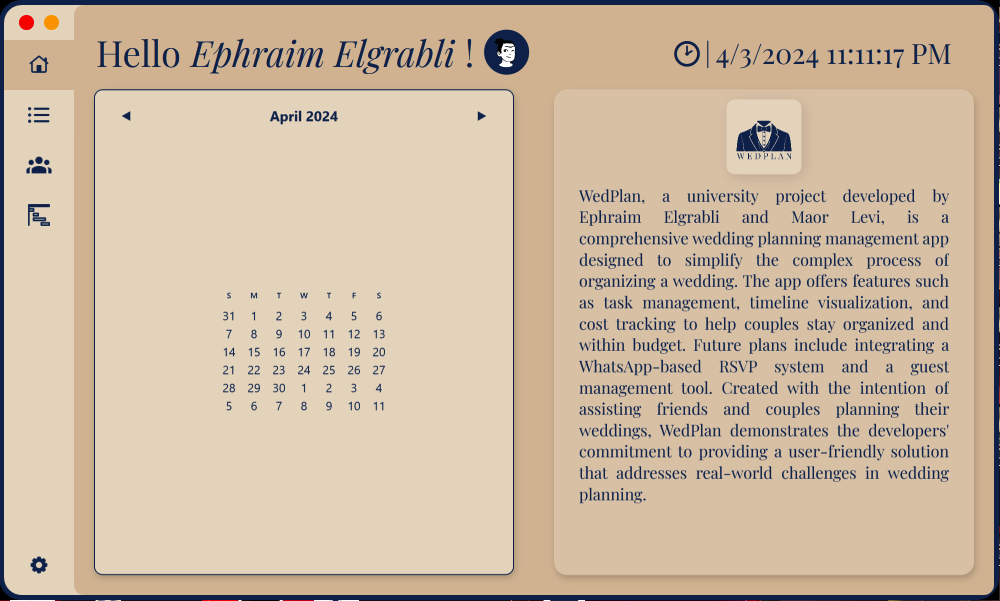 Hello Ephraim Elgrabli !
4/3/2024 11:11:17 PM
April 2024
S M T W T F S
31 1 2 3 4 5 6
7 8 9 10 11 12 13
14 15 16 17 18 19 20
21 22 23 24 25 26 27
28 29 30 1 2 3 4
5 6 7 8 9 10 11
WEDPLAN
WedPlan, a university project developed by
Ephraim Elgrabli and Maor Levi, is a
comprehensive wedding planning management app
designed to simplify the complex process of
organizing a wedding. The app offers features such
as task management, timeline visualization, and
cost tracking to help couples stay organized and
within budget. Future plans include integrating a
WhatsApp-based RSVP system and a guest
management tool. Created with the intention of
assisting friends and couples planning their
weddings, WedPlan demonstrates the developers'
commitment to providing a user-friendly solution
that addresses real-world challenges in wedding
planning.